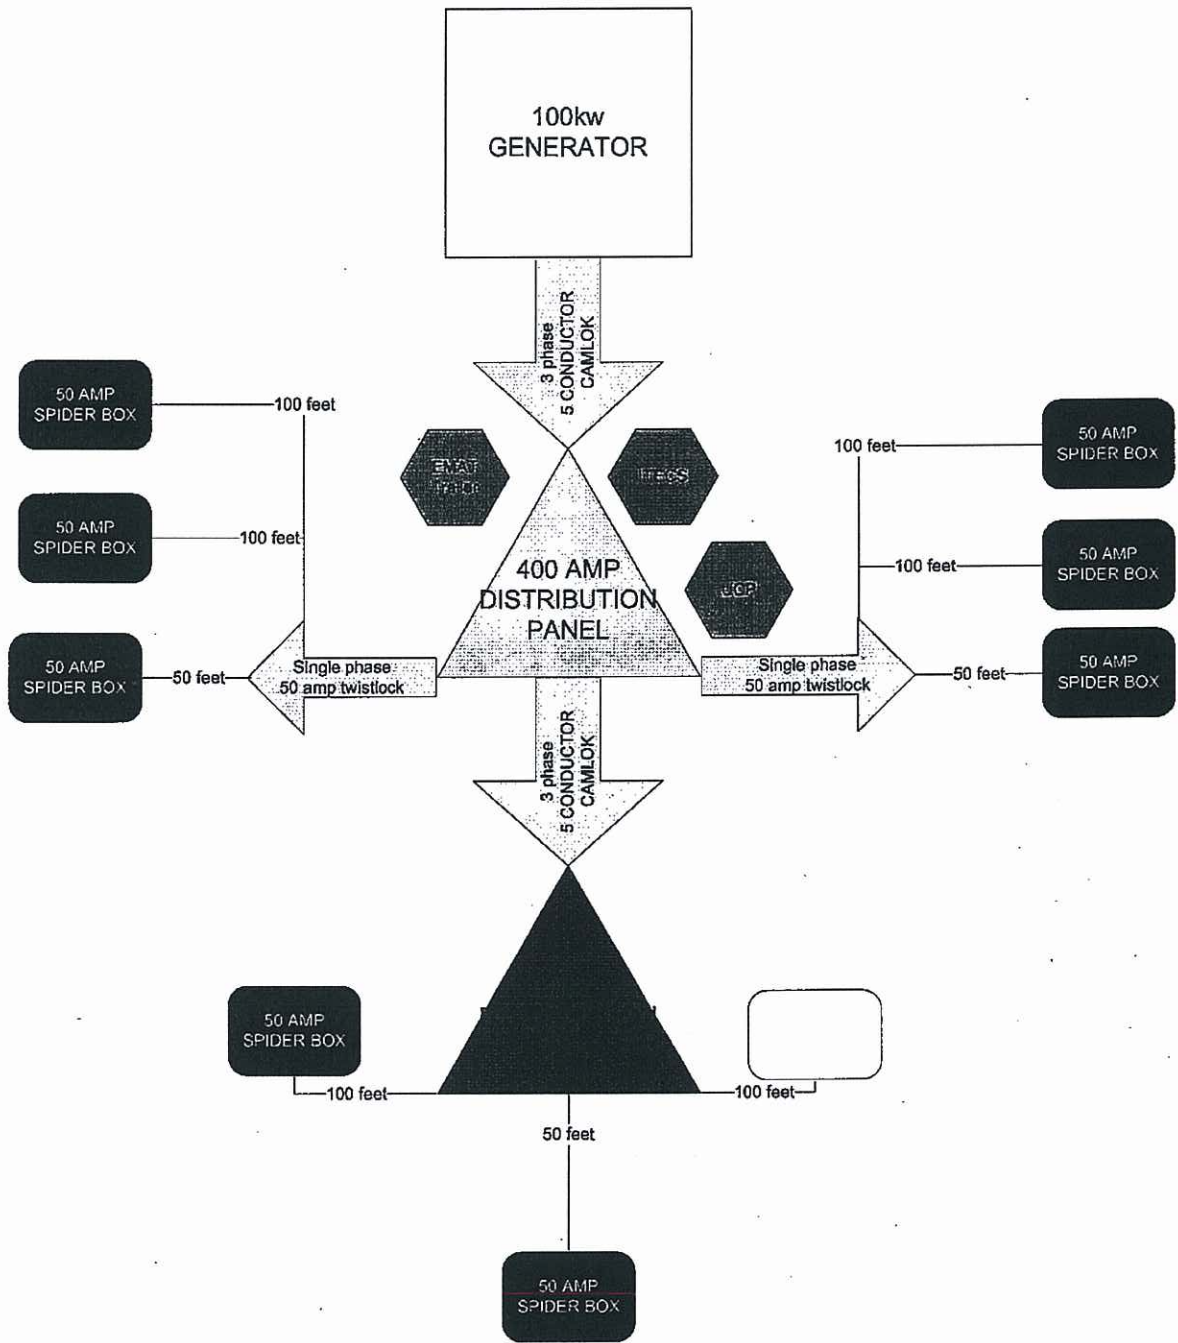 100kw
GENERATOR
3 phase
5 CONDUCTOR
CAMLOK
50 AMP
SPIDER BOX
100 feet
50 AMP
SPIDER BOX
100 feet
50 AMP
SPIDER BOX
50 feet
Single phase
50 amp twistlock
EMAT
ITECS
400 AMP
DISTRIBUTION
PANEL
100 feet
50 AMP
SPIDER BOX
100 feet
50 AMP
SPIDER BOX
Single phase
50 amp twistlock
50 feet
50 AMP
SPIDER BOX
3 phase
5 CONDUCTOR
CAMLOK
50 AMP
SPIDER BOX
100 feet
100 feet
50 feet
50 AMP
SPIDER BOX